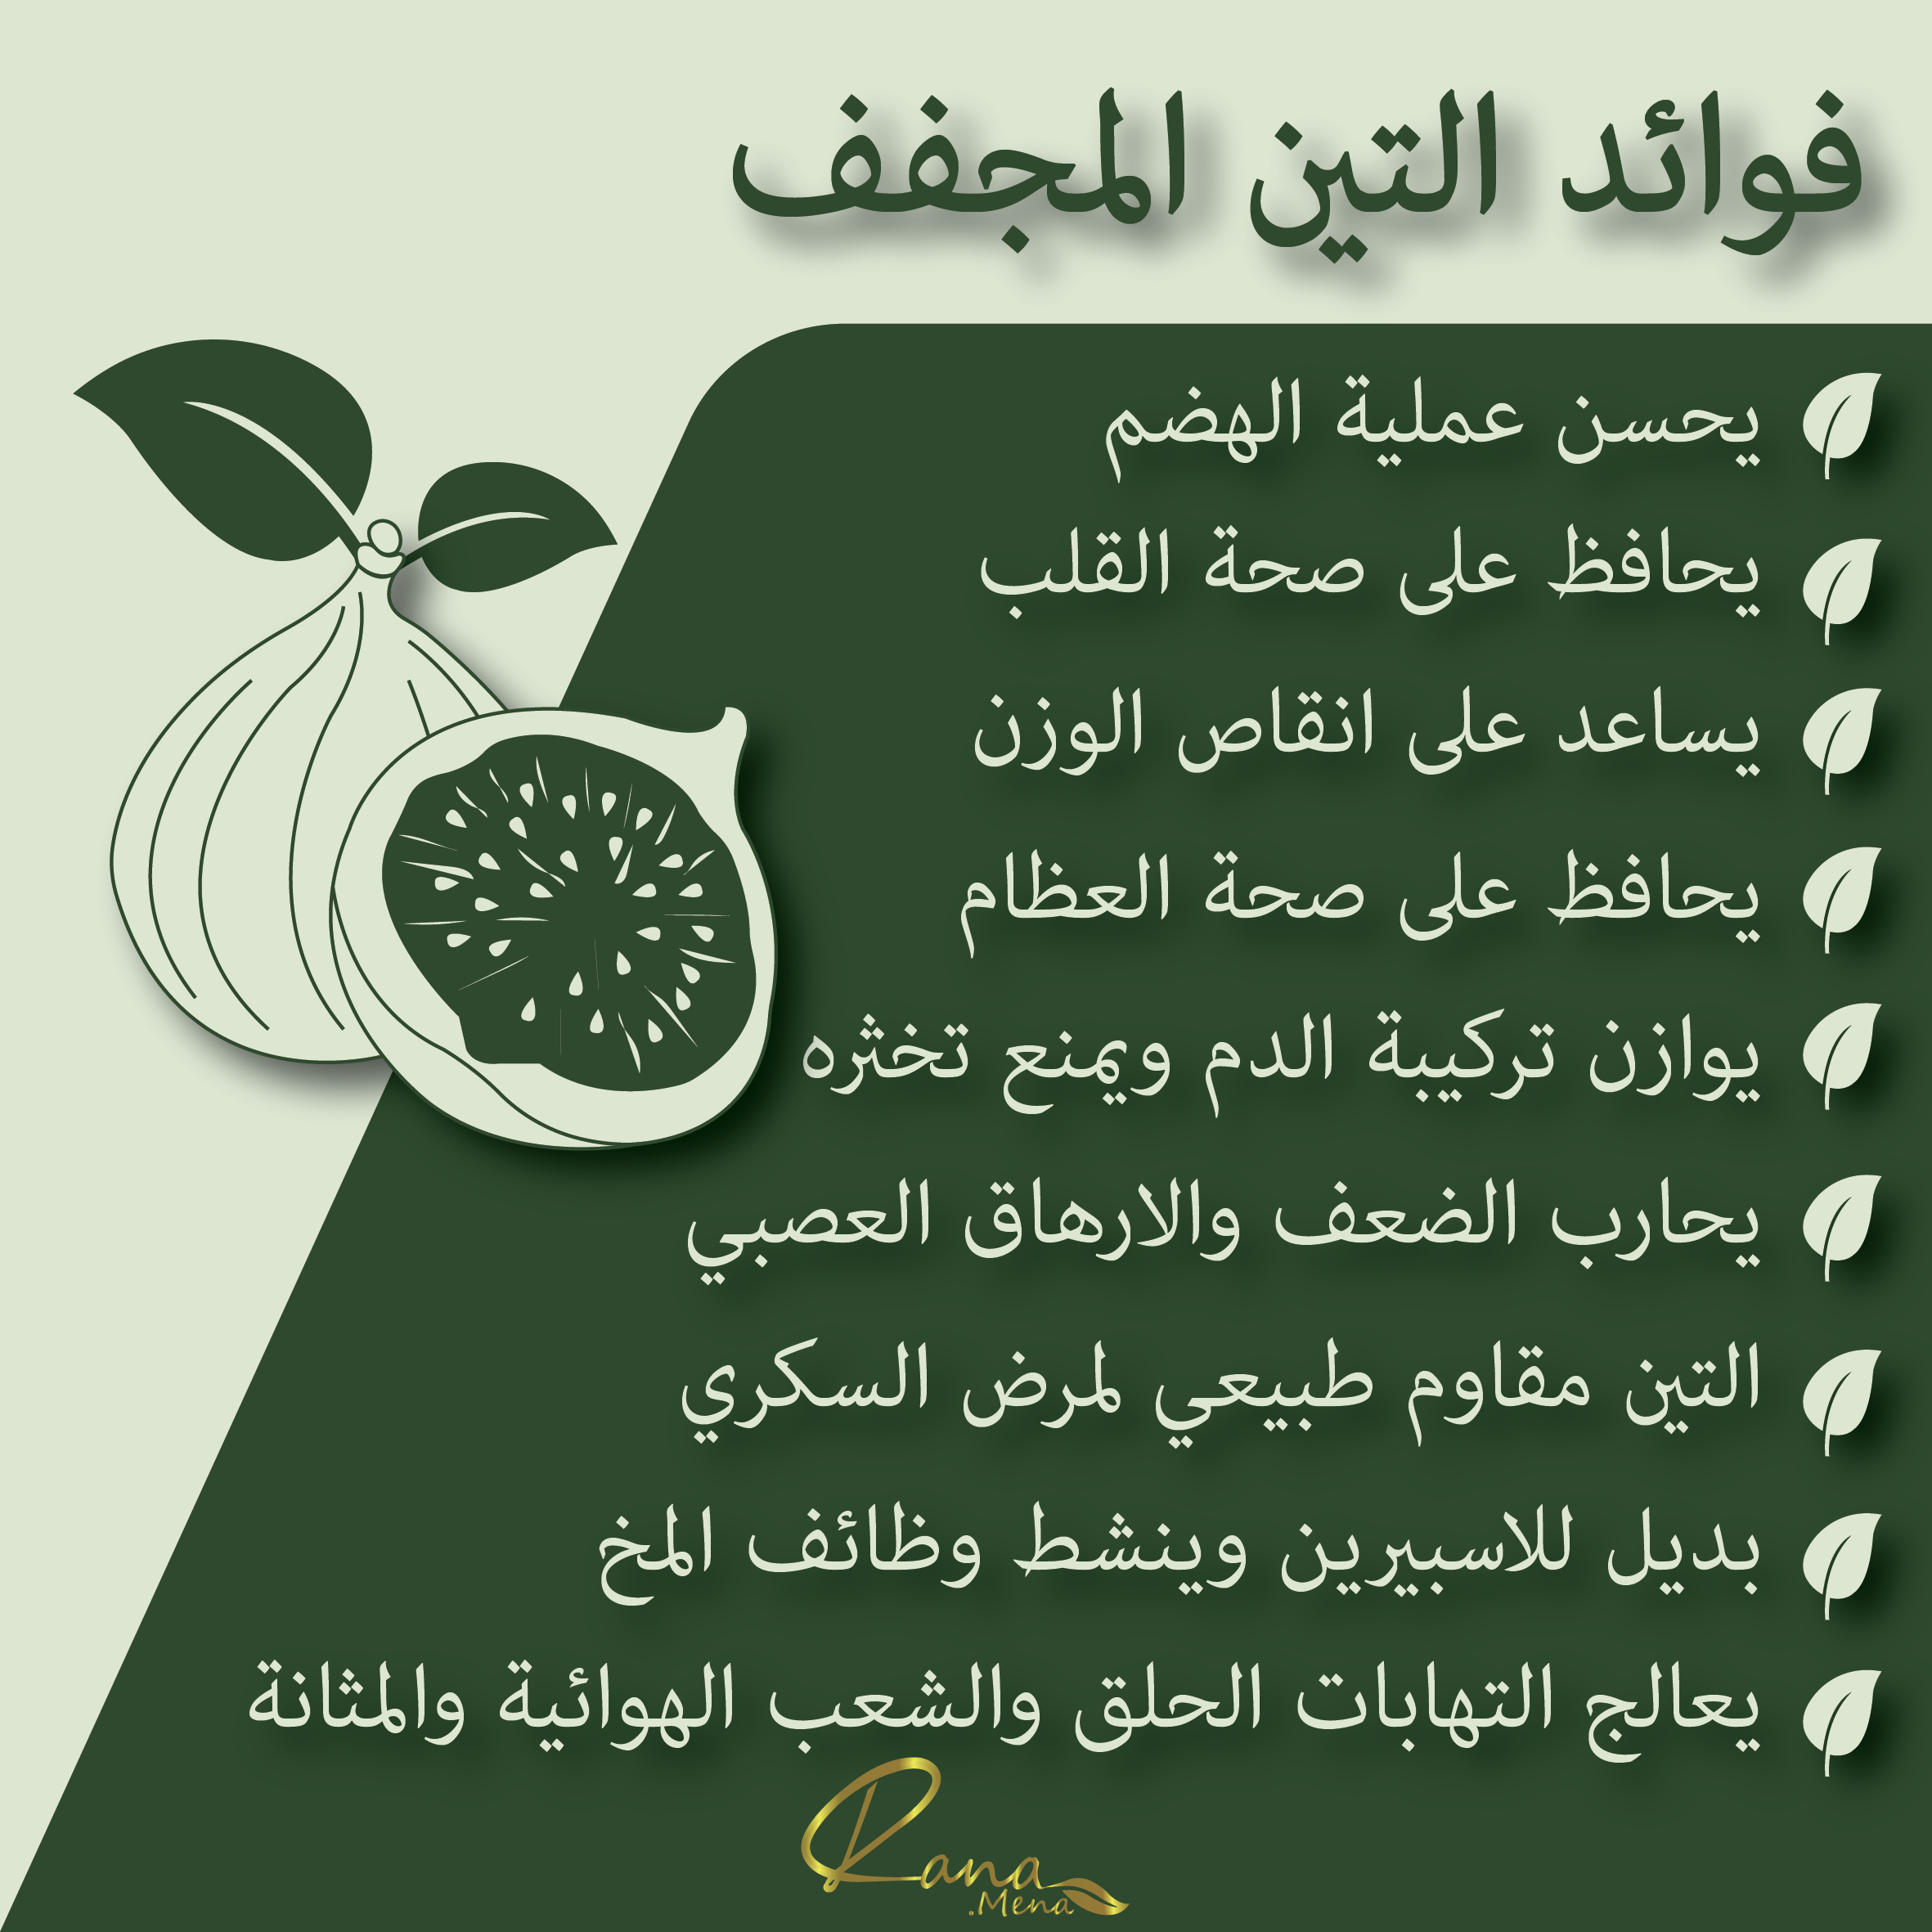 فوائد التين المجفف
يحسن عملية الهضم
يحافظ على صحة القلب
يساعد على انقاص الوزن
يحافظ على صحة العظام
يوازن تركيبة الدم ويمنع تخثره
يحارب الضعف والارهاق العصبي
التين مقاوم طبيعي لمرض السكري
بديل للاسبيرين وينشط وظائف المخ
يعالج التهابات الحلق والشعب الهوائية والمثانة
Rana
.Mena